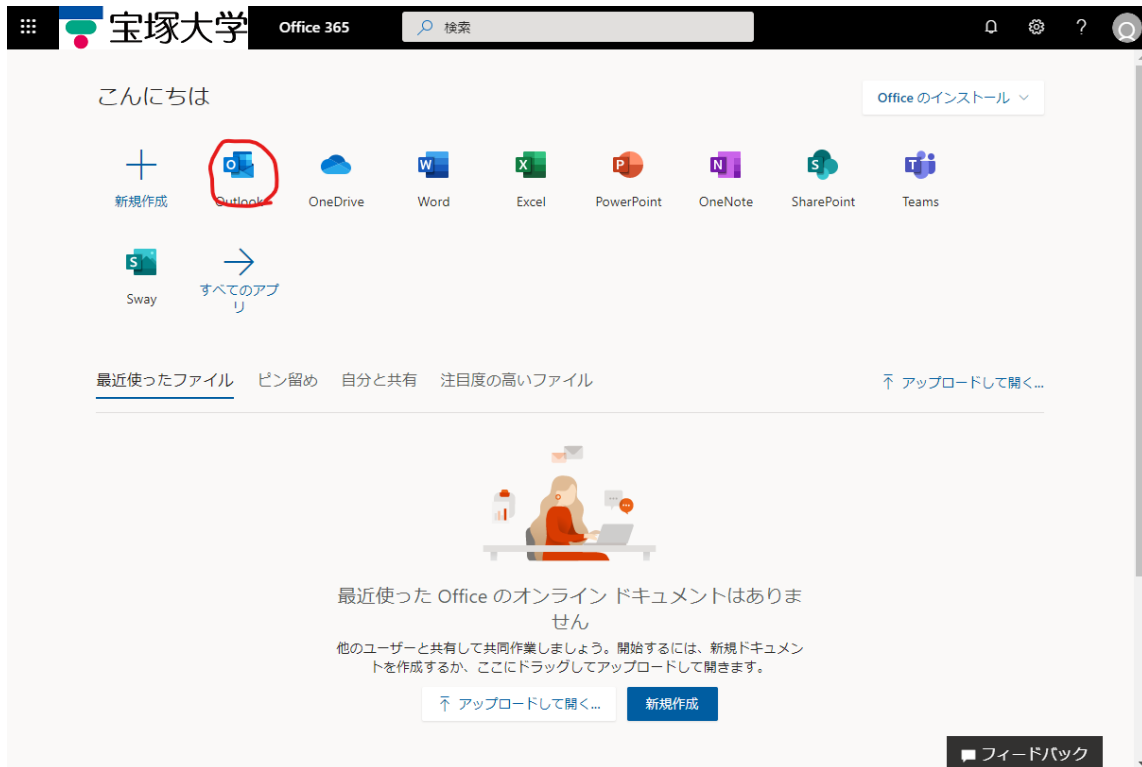 宝塚大学 Office 365 検索 ?
こんにちは
Office のインストール
新規作成 Outlook OneDrive Word Excel PowerPoint OneNote SharePoint Teams
Sway すべてのアプ
リ
最近使ったファイル ピン留め 自分と共有 注目度の高いファイル アップロードして開く...
最近使った Office のオンライン ドキュメントはありま
せん
他のユーザーと共有して共同作業しましょう。開始するには、新規ドキュメン
トを作成するか、ここにドラッグしてアップロードして開きます。
アップロードして開く... 新規作成
フィードバック